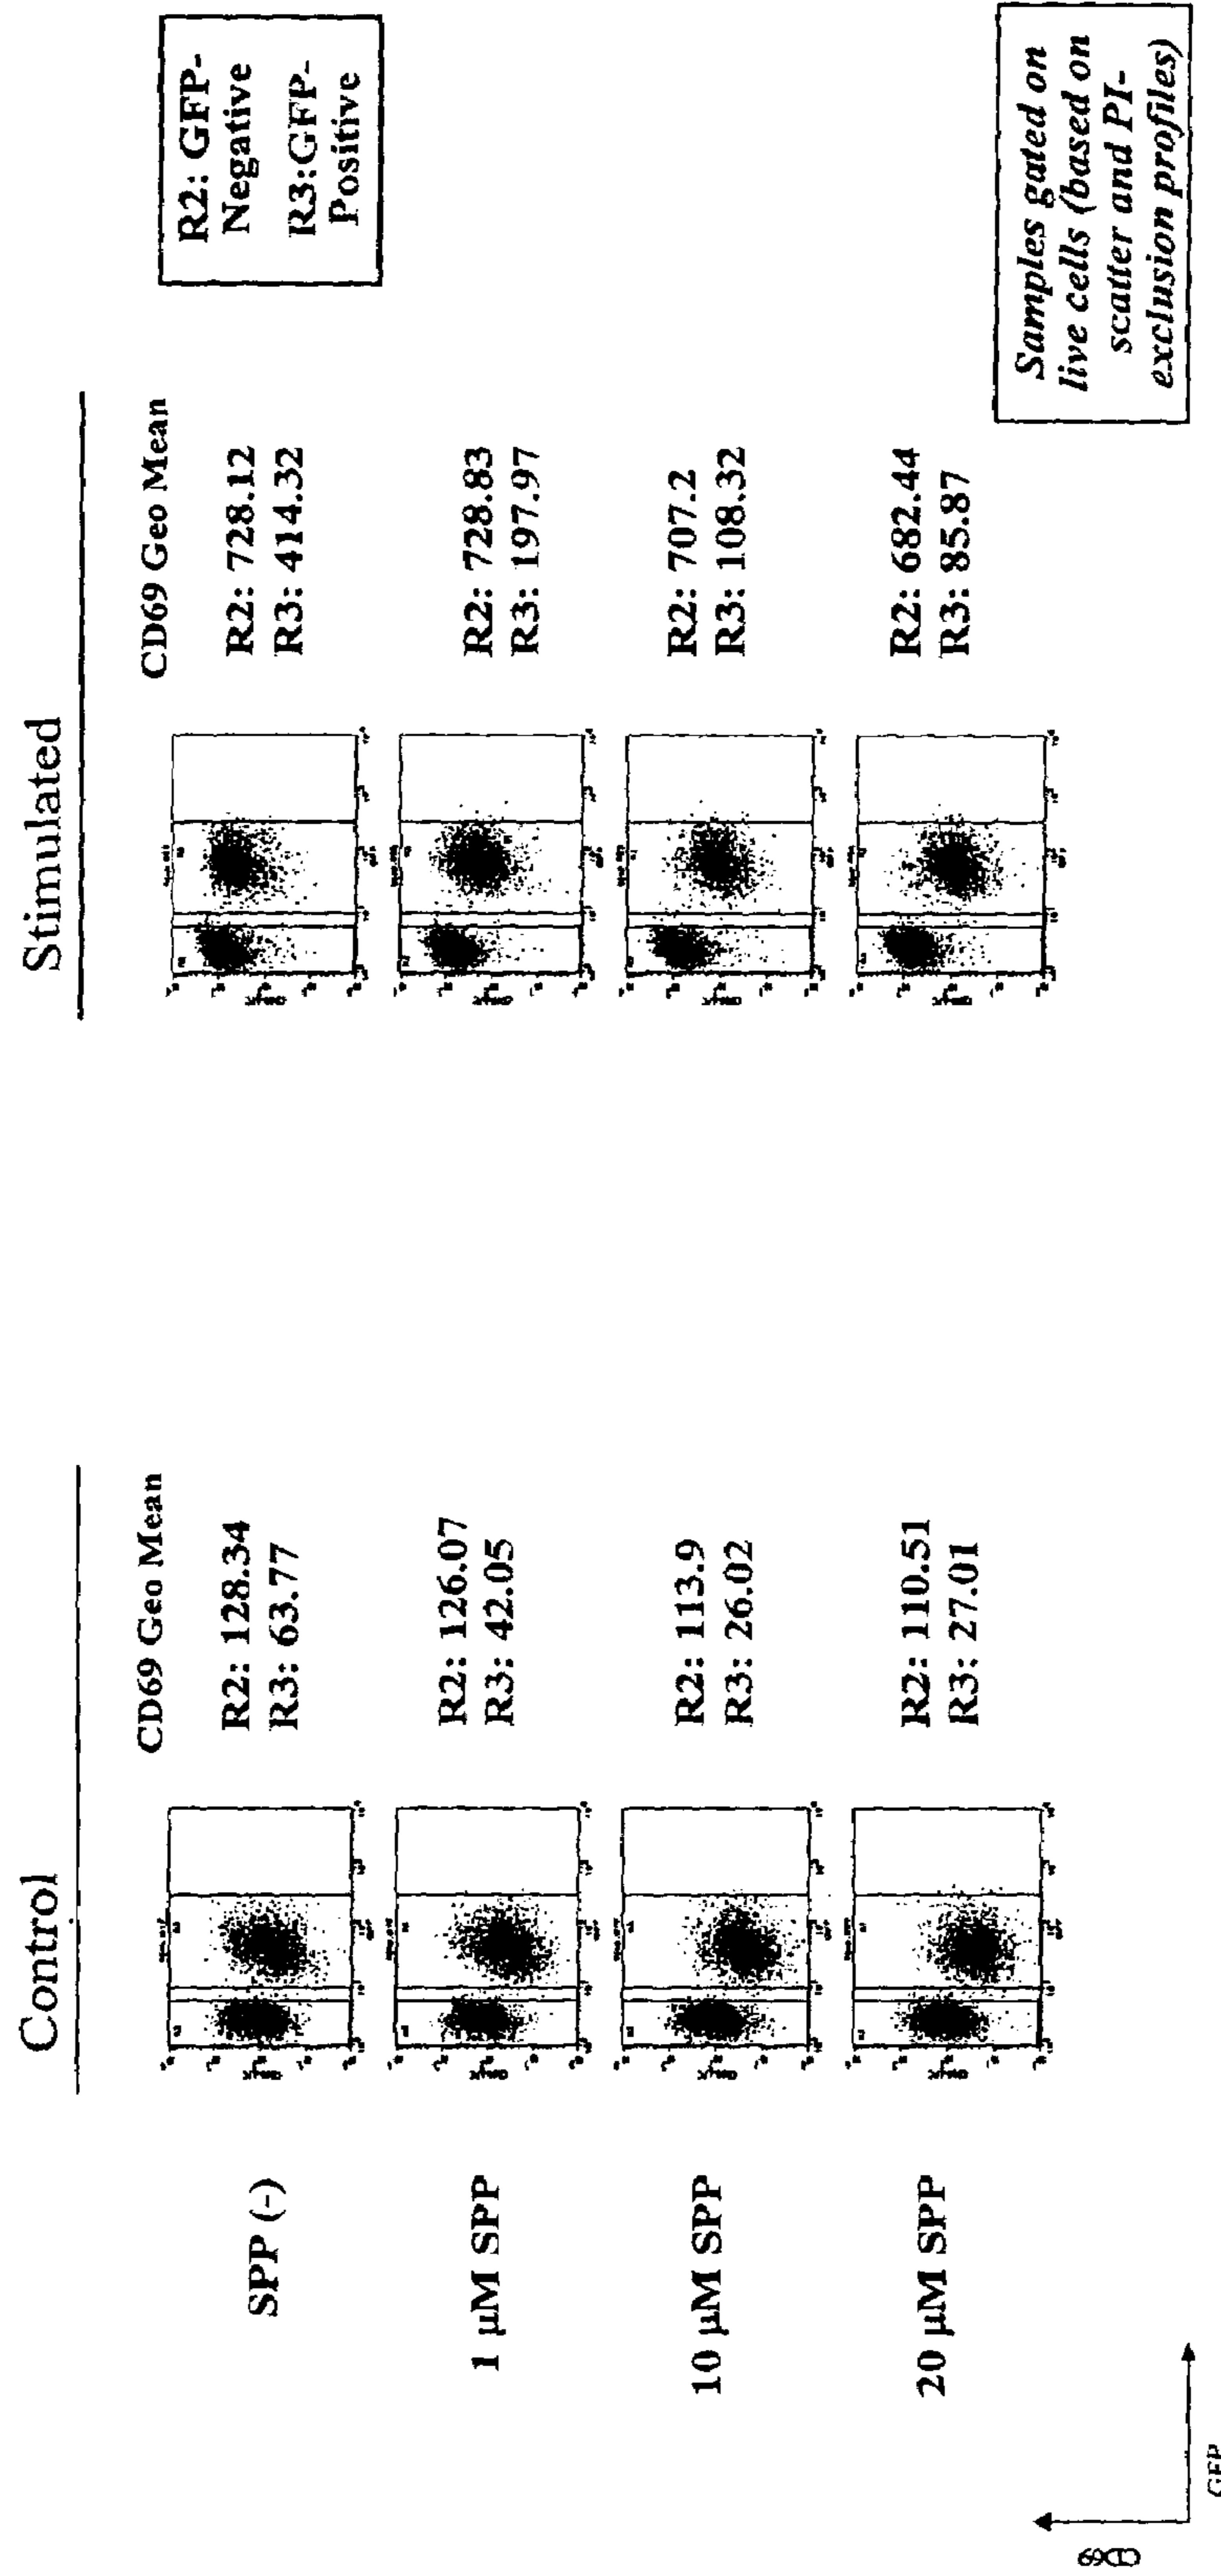 Control
Stimulated
CD69 Geo Mean
CD69 Geo Mean
SPP (-)
R2: 128.34
R3: 63.77
R2: 728.12
R3: 414.32
1 µM SPP
R2: 126.07
R3: 42.05
R2: 728.83
R3: 197.97
10 µM SPP
R2: 113.9
R3: 26.02
R2: 707.2
R3: 108.32
20 µM SPP
R2: 110.51
R3: 27.01
R2: 682.44
R3: 85.87
R2: GFP-
Negative
R3:GFP-
Positive
Samples gated on
live cells (based on
scatter and PI-
exclusion profiles)
GFP